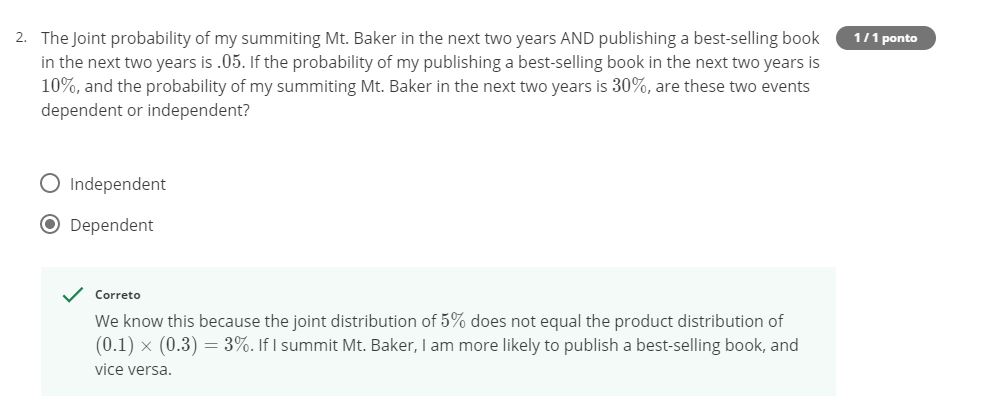 2. The Joint probability of my summiting Mt. Baker in the next two years AND publishing a best-selling book
1 / 1 ponto
in the next two years is .05. If the probability of my publishing a best-selling book in the next two years is
10%, and the probability of my summiting Mt. Baker in the next two years is 30%, are these two events
dependent or independent?
Independent
Dependent
Correto
We know this because the joint distribution of 5% does not equal the product distribution of
(0.1) × (0.3) = 3%. If I summit Mt. Baker, I am more likely to publish a best-selling book, and
vice versa.